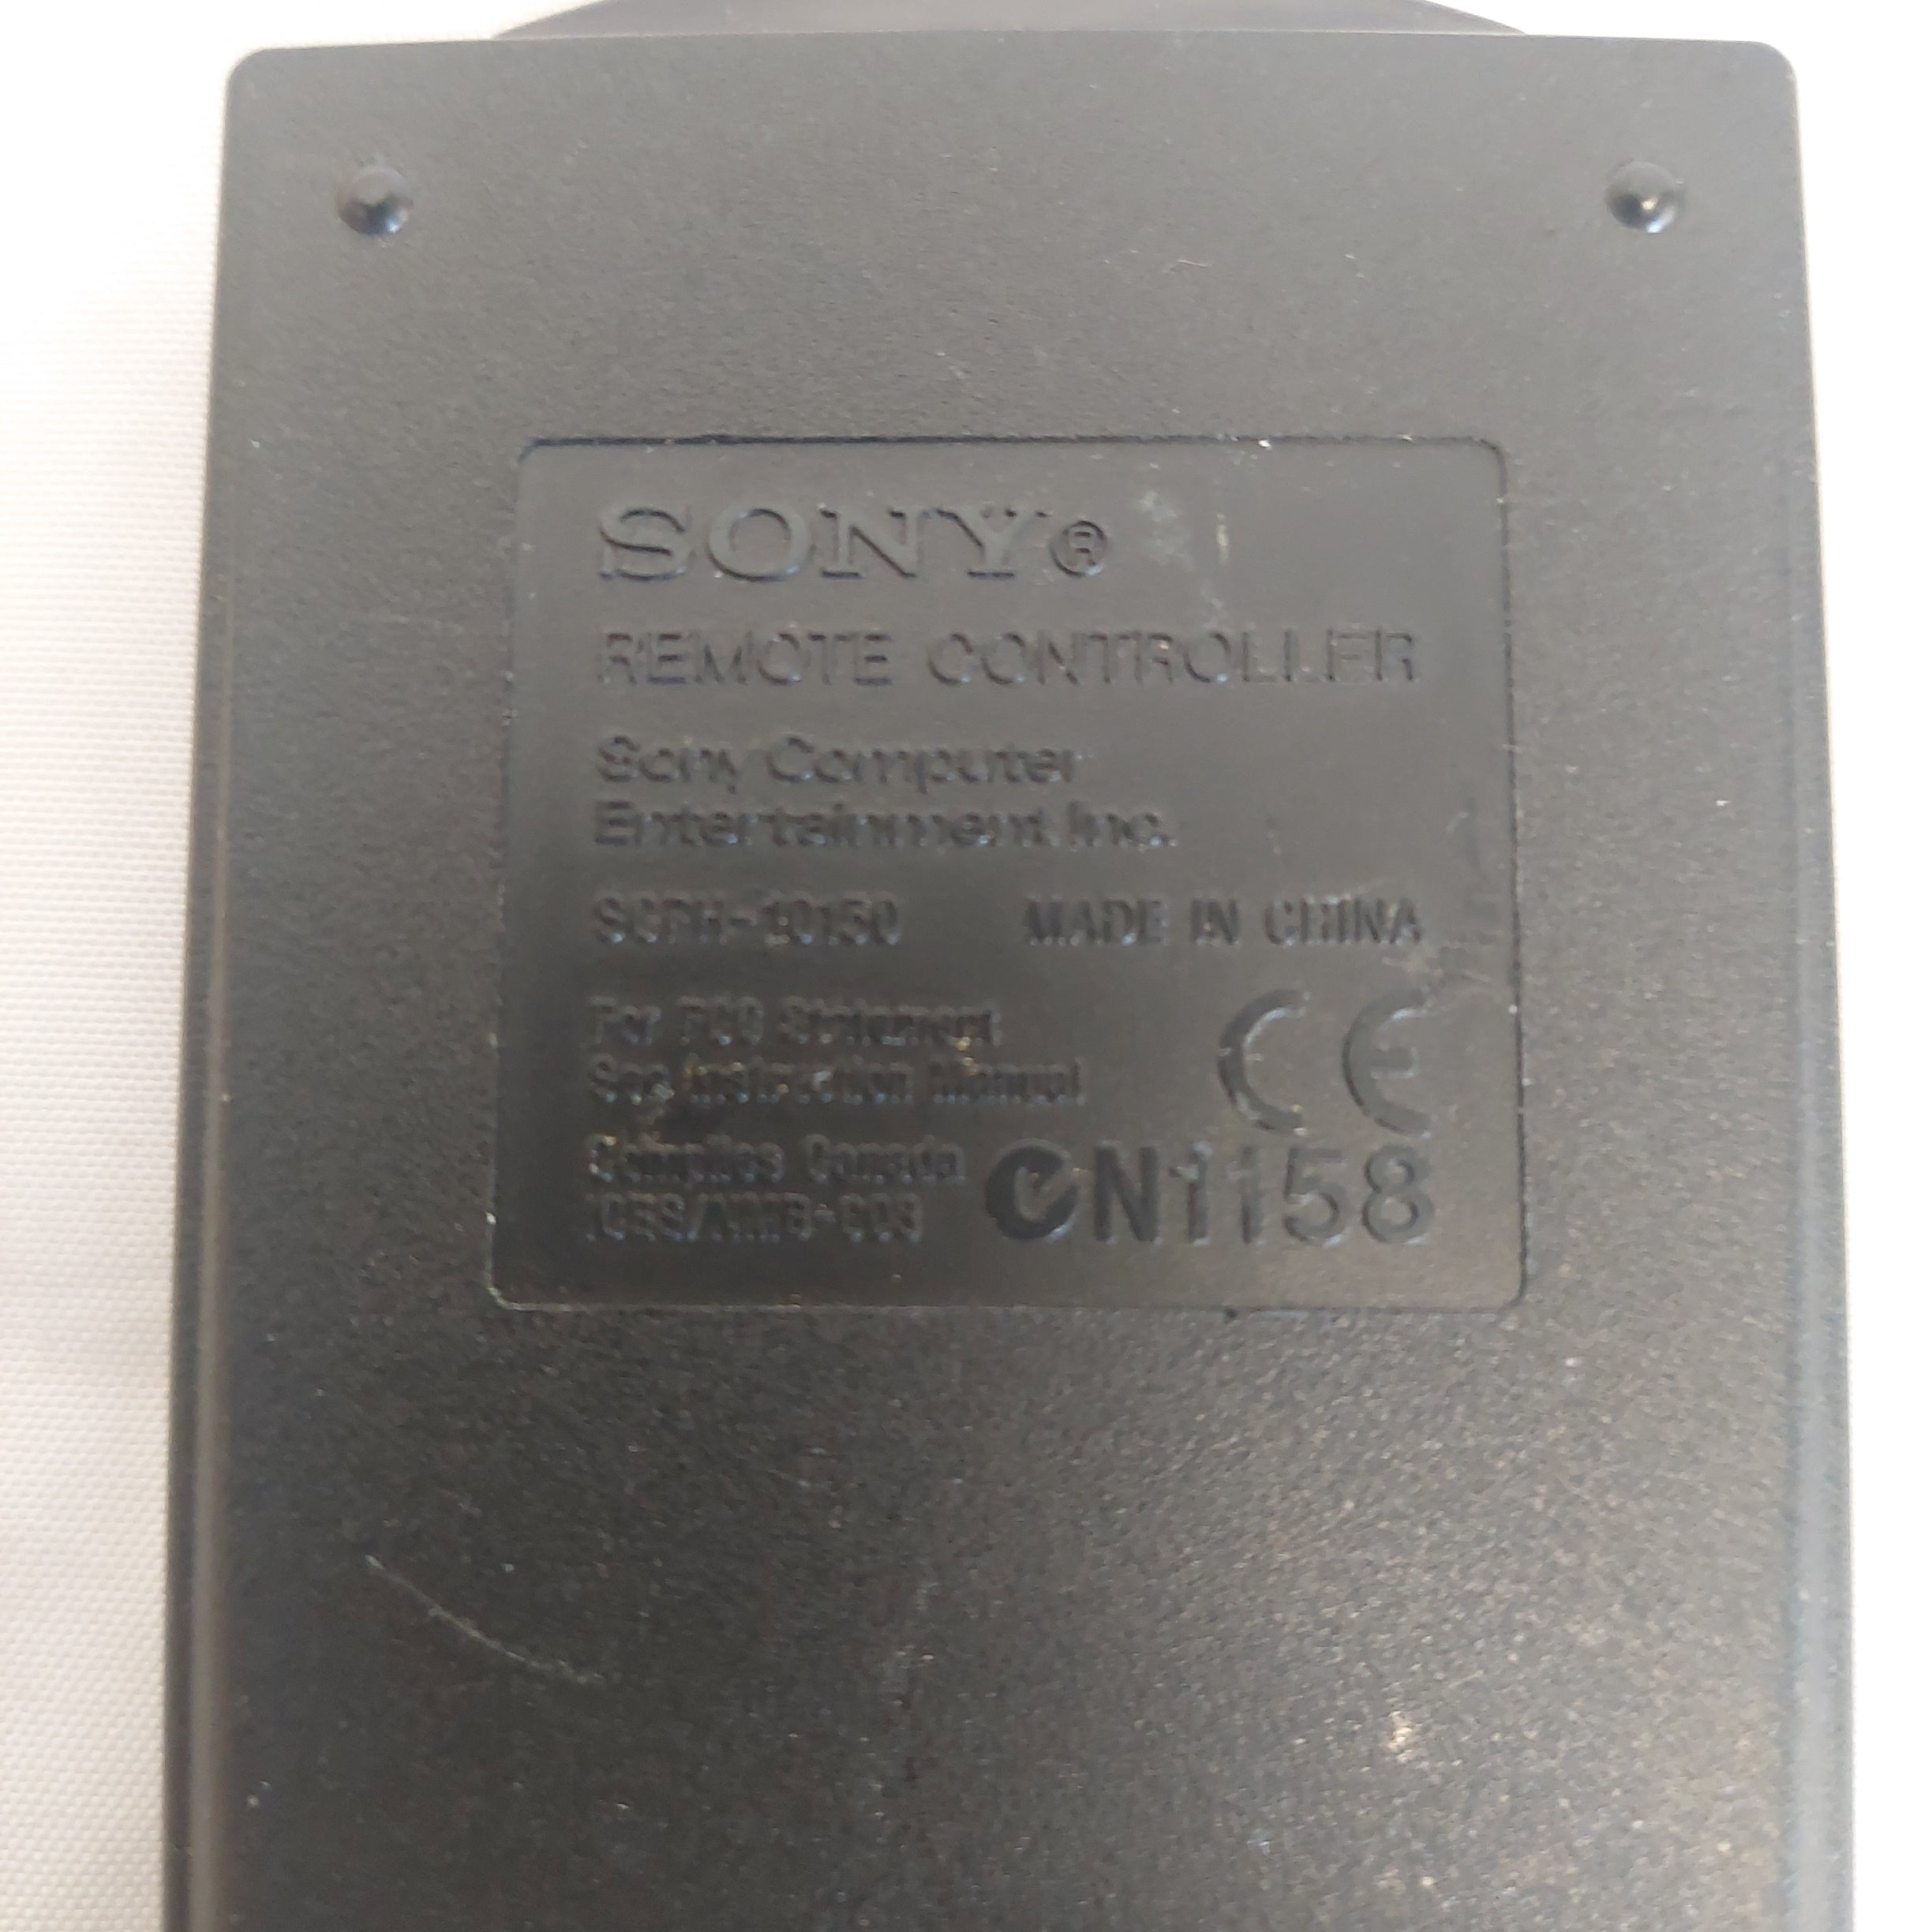 SONY®
REMOTE CONTROLLER
Sony Computer
Entertainment Inc.
SCPH-10150 MADE IN CHINA
For FCC Statement
See Instruction Manual
CE
Complies Canada
ICES/NMB-003
N1158